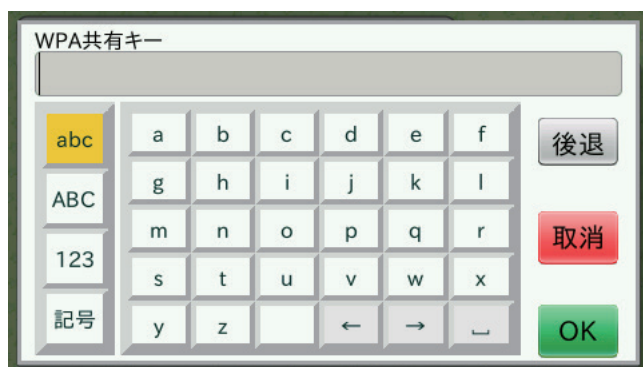 WPA共有キー
abc
ABC
123
記号
a b c d e f
g h i j k l
m n o p q r
s t u v w x
y z ← → ⎵
後退
取消
OK